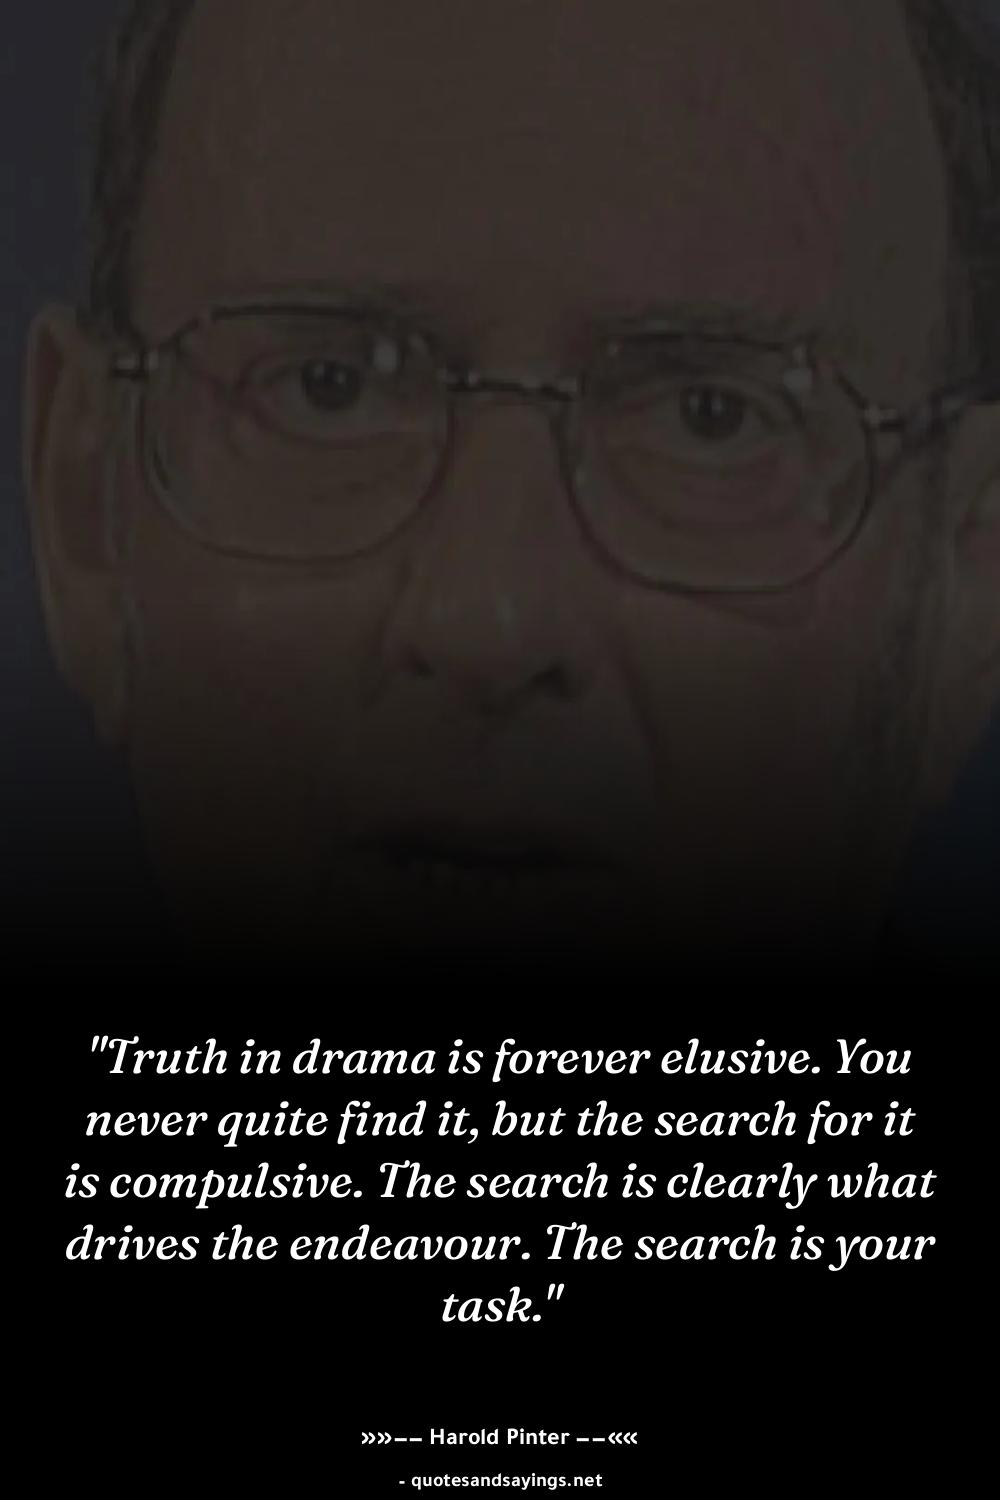 "Truth in drama is forever elusive. You
never quite find it, but the search for it
is compulsive. The search is clearly what
drives the endeavour. The search is your
task."
»»–– Harold Pinter ––««
- quotesandsayings.net